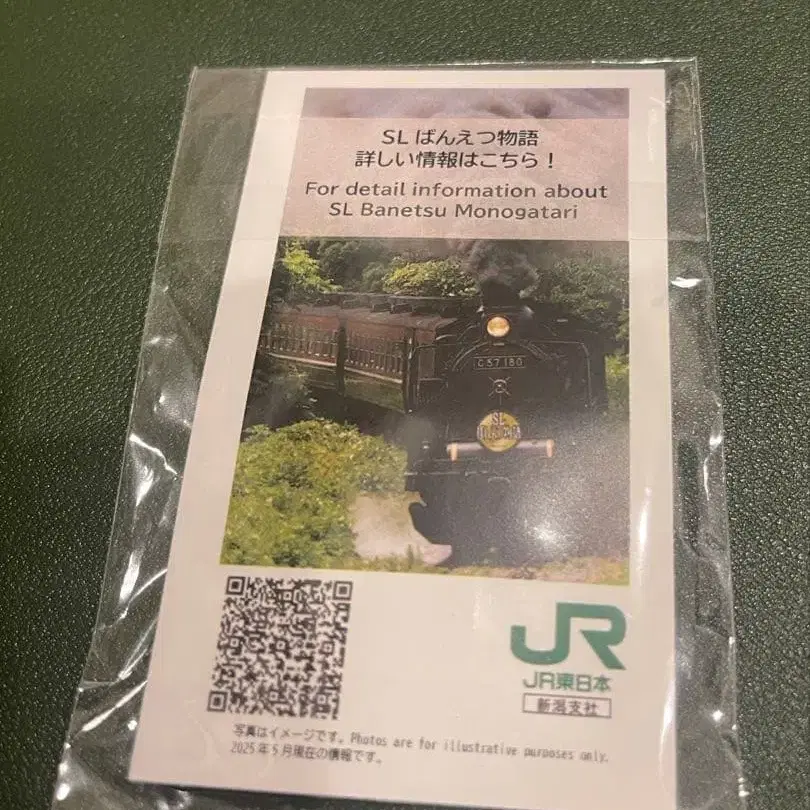 SL ばんえつ物語
詳しい情報はこちら！
For detail information about
SL Banetsu Monogatari
C57 180
SL
JR
JR東日本
新潟支社
写真はイメージです。Photos are for illustrative purposes only.
2025年5月現在の情報です。